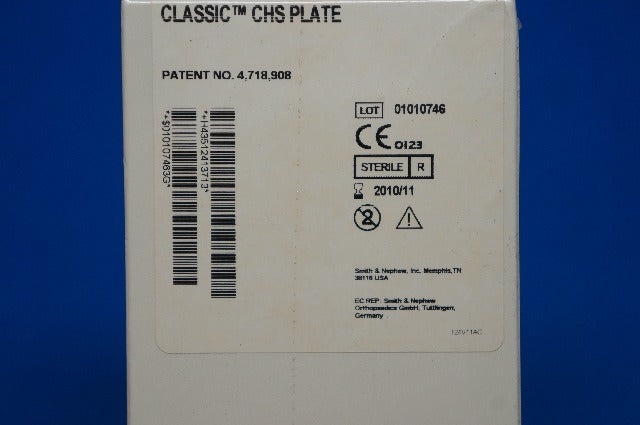 CLASSIC™ CHS PLATE
PATENT NO. 4,718,908
LOT 01010746
CE 0123
STERILE R
2010/11
2
Smith & Nephew, Inc. Memphis, TN
38116 USA
EC REP: Smith & Nephew
Orthopaedics GmbH, Tuttlingen,
Germany